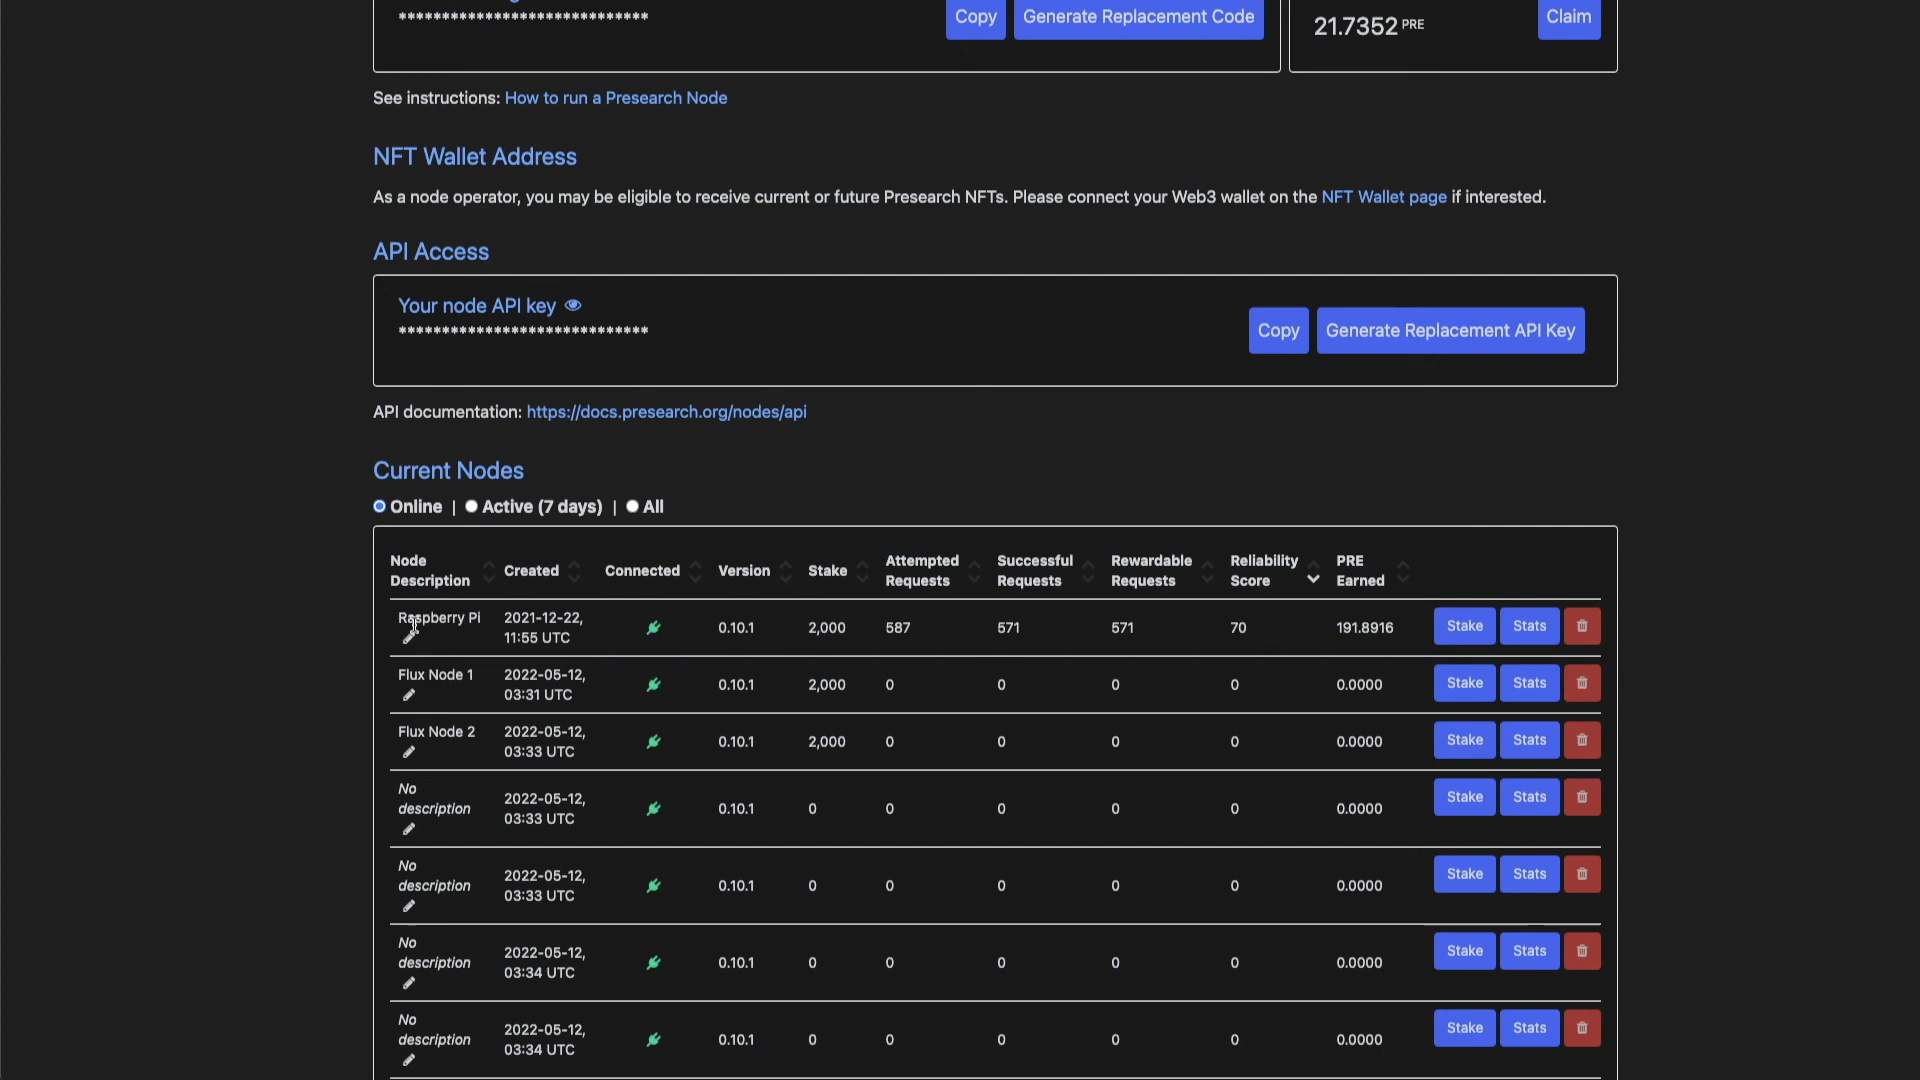 ****************************** Copy Generate Replacement Code 21.7352 PRE Claim
See instructions: How to run a Presearch Node
NFT Wallet Address
As a node operator, you may be eligible to receive current or future Presearch NFTs. Please connect your Web3 wallet on the NFT Wallet page if interested.
API Access
Your node API key
****************************** Copy Generate Replacement API Key
API documentation: https://docs.presearch.org/nodes/api
Current Nodes
Online | Active (7 days) | All
Node Description Created Connected Version Stake Attempted Requests Successful Requests Rewardable Requests Reliability Score PRE Earned
Raspberry Pi 2021-12-22, 11:55 UTC 0.10.1 2,000 587 571 571 70 191.8916 Stake Stats
Flux Node 1 2022-05-12, 03:31 UTC 0.10.1 2,000 0 0 0 0 0.0000 Stake Stats
Flux Node 2 2022-05-12, 03:33 UTC 0.10.1 2,000 0 0 0 0 0.0000 Stake Stats
No description 2022-05-12, 03:33 UTC 0.10.1 0 0 0 0 0 0.0000 Stake Stats
No description 2022-05-12, 03:33 UTC 0.10.1 0 0 0 0 0 0.0000 Stake Stats
No description 2022-05-12, 03:34 UTC 0.10.1 0 0 0 0 0 0.0000 Stake Stats
No description 2022-05-12, 03:34 UTC 0.10.1 0 0 0 0 0 0.0000 Stake Stats